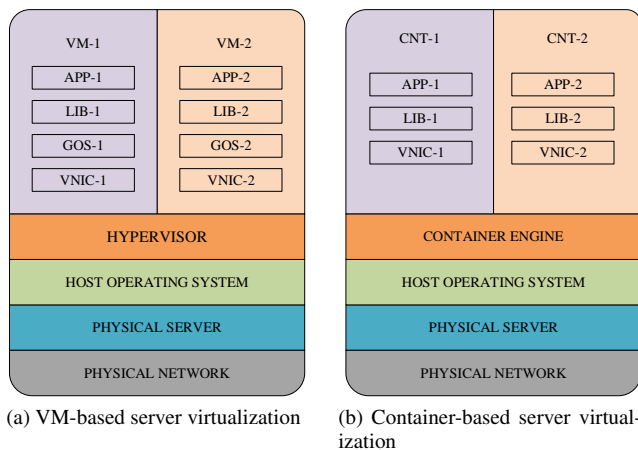 VM-1
APP-1
LIB-1
GOS-1
VNIC-1
VM-2
APP-2
LIB-2
GOS-2
VNIC-2
HYPERVISOR
HOST OPERATING SYSTEM
PHYSICAL SERVER
PHYSICAL NETWORK
(a) VM-based server virtualization
CNT-1
APP-1
LIB-1
VNIC-1
CNT-2
APP-2
LIB-2
VNIC-2
CONTAINER ENGINE
HOST OPERATING SYSTEM
PHYSICAL SERVER
PHYSICAL NETWORK
(b) Container-based server virtual-
ization